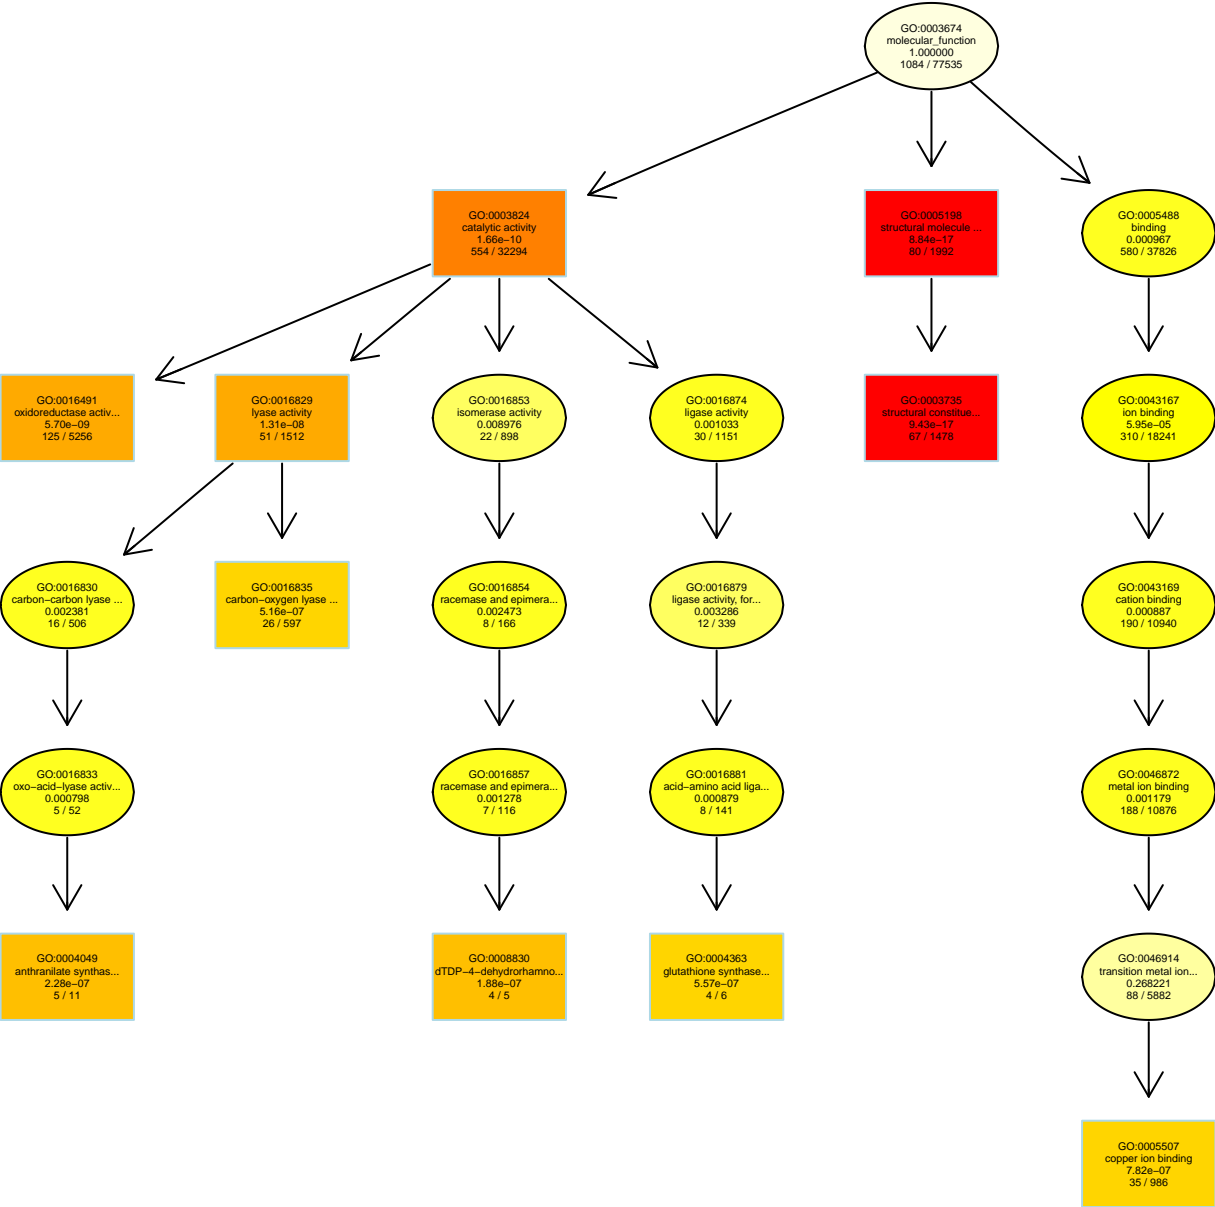 GO:0003674
molecular_function
1.000000
1084 / 77535
GO:0003824
catalytic activity
1.66e−10
554 / 32294
GO:0005198
structural molecule ...
8.84e−17
80 / 1992
GO:0005488
binding
0.000967
580 / 37826
GO:0016491
oxidoreductase activ...
5.70e−09
125 / 5256
GO:0016829
lyase activity
1.31e−08
51 / 1512
GO:0016853
isomerase activity
0.008976
22 / 898
GO:0016874
ligase activity
0.001033
30 / 1151
GO:0003735
structural constitue...
9.43e−17
67 / 1478
GO:0043167
ion binding
5.95e−05
310 / 18241
GO:0016830
carbon−carbon lyase ...
0.002381
16 / 506
GO:0016835
carbon−oxygen lyase ...
5.16e−07
26 / 597
GO:0016854
racemase and epimera...
0.002473
8 / 166
GO:0016879
ligase activity, for...
0.003286
12 / 339
GO:0043169
cation binding
0.000887
190 / 10940
GO:0016833
oxo−acid−lyase activ...
0.000798
5 / 52
GO:0016857
racemase and epimera...
0.001278
7 / 116
GO:0016881
acid−amino acid liga...
0.000879
8 / 141
GO:0046872
metal ion binding
0.001179
188 / 10876
GO:0004049
anthranilate synthas...
2.28e−07
5 / 11
GO:0008830
dTDP−4−dehydrorhamno...
1.88e−07
4 / 5
GO:0004363
glutathione synthase...
5.57e−07
4 / 6
GO:0046914
transition metal ion...
0.268221
88 / 5882
GO:0005507
copper ion binding
7.82e−07
35 / 986